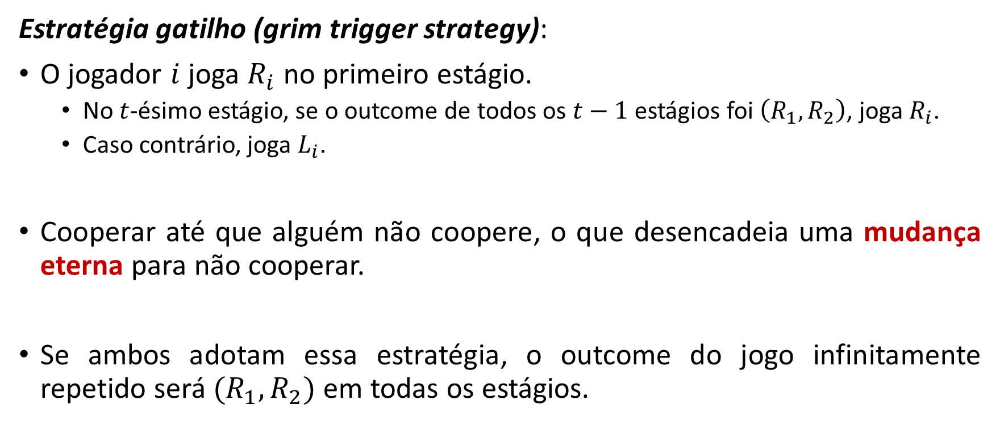 Estratégia gatilho (grim trigger strategy):
• O jogador i joga R_i no primeiro estágio.
• No t-ésimo estágio, se o outcome de todos os t − 1 estágios foi (R_1, R_2), joga R_i.
• Caso contrário, joga L_i.
• Cooperar até que alguém não coopere, o que desencadeia uma mudança
eterna para não cooperar.
• Se ambos adotam essa estratégia, o outcome do jogo infinitamente
repetido será (R_1, R_2) em todas os estágios.